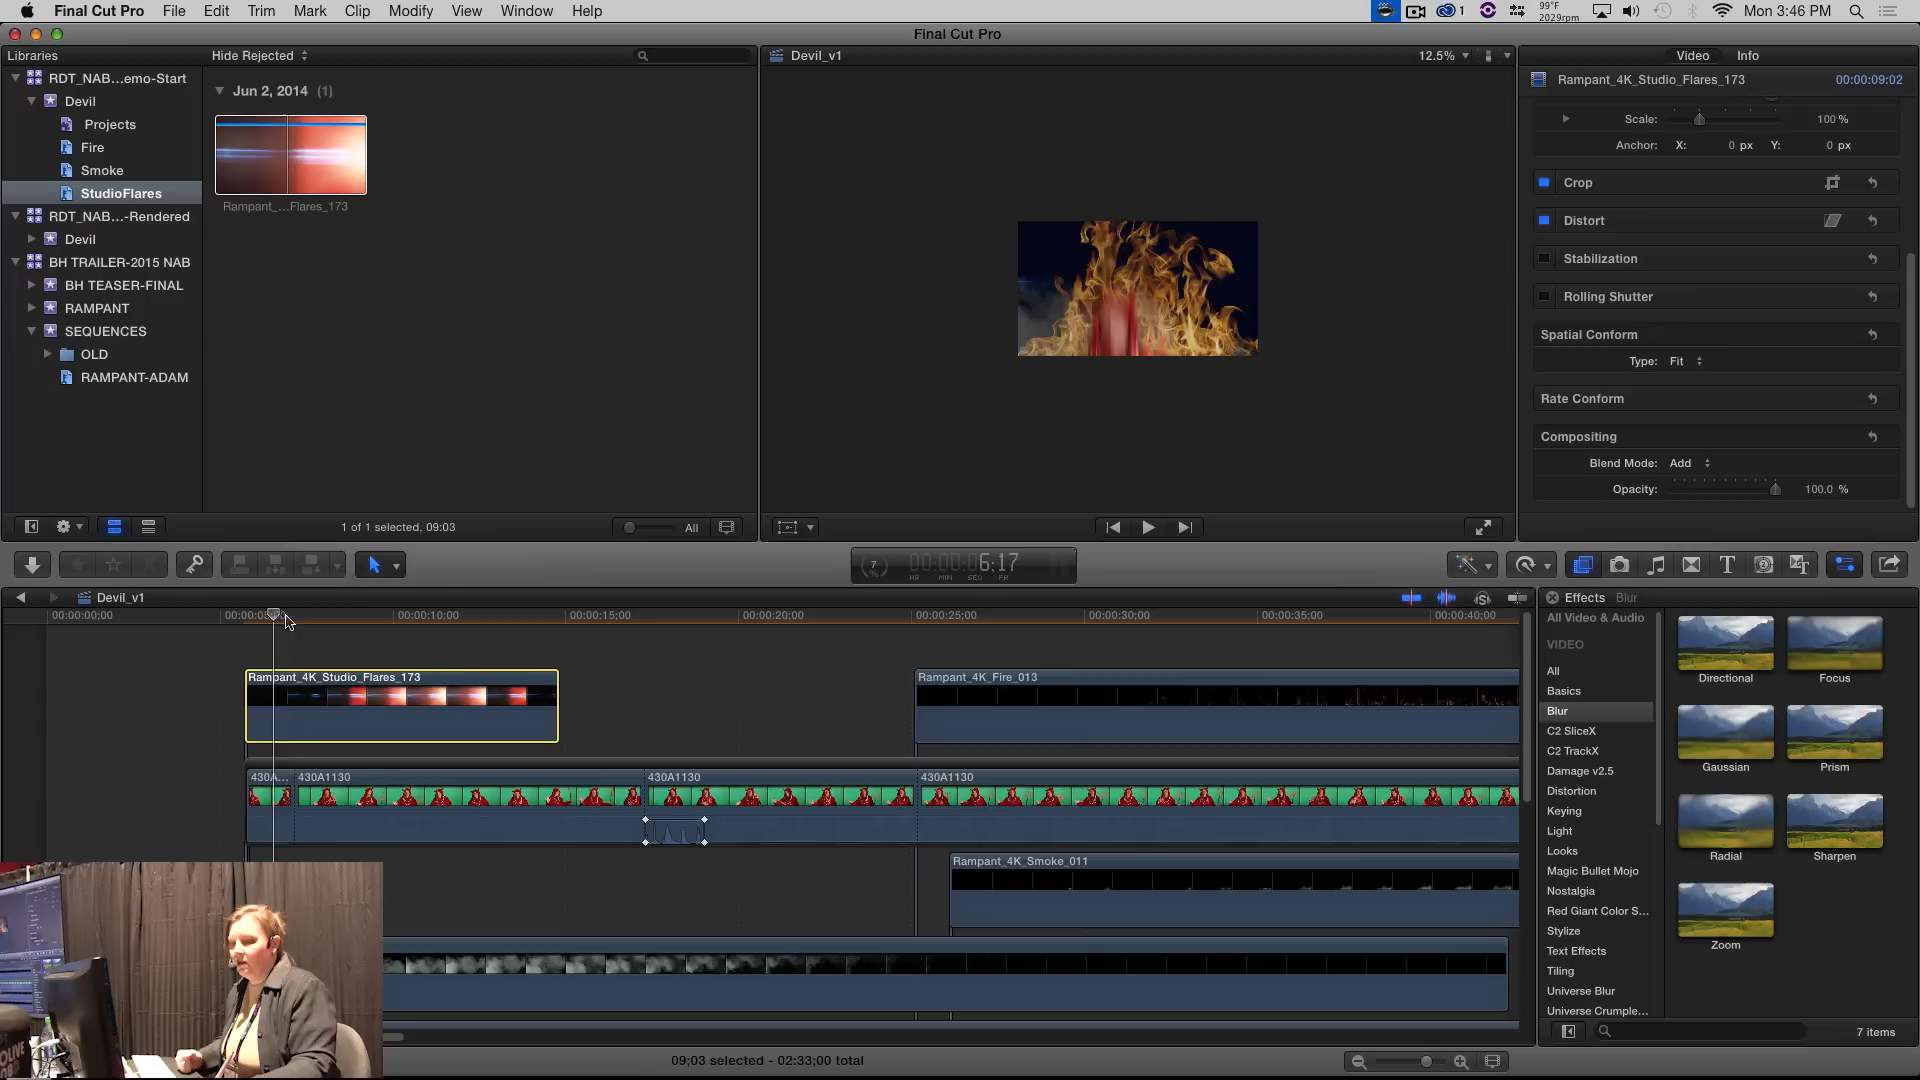 Final Cut Pro File Edit Trim Mark Clip Modify View Window Help
1 99°F 2029rpm Mon 3:46 PM
Final Cut Pro
Libraries
Hide Rejected
Devil_v1
12.5%
Video Info
RDT_NAB...emo-Start
Devil
Projects
Fire
Smoke
StudioFlares
RDT_NAB...-Rendered
Devil
BH TRAILER-2015 NAB
BH TEASER-FINAL
RAMPANT
SEQUENCES
OLD
RAMPANT-ADAM
Jun 2, 2014 (1)
Rampant_...Flares_173
Rampant_4K_Studio_Flares_173 00:00:09:02
Scale: 100 %
Anchor: X: 0 px Y: 0 px
Crop
Distort
Stabilization
Rolling Shutter
Spatial Conform
Type: Fit
Rate Conform
Compositing
Blend Mode: Add
Opacity: 100.0 %
1 of 1 selected, 09:03
All
7 % 00:00:06:17
HR MIN SEC FR
Devil_v1
00:00:00;00 00:00:10;00 00:00:15;00 00:00:20;00 00:00:25;00 00:00:30;00 00:00:35;00 00:00:40;00
Rampant_4K_Studio_Flares_173
Rampant_4K_Fire_013
430A... 430A1130 430A1130 430A1130
Rampant_4K_Smoke_011
09;03 selected - 02:33;00 total
Effects Blur
All Video & Audio
VIDEO
All
Basics
Blur
C2 SliceX
C2 TrackX
Damage v2.5
Distortion
Keying
Light
Looks
Magic Bullet Mojo
Nostalgia
Red Giant Color S...
Stylize
Text Effects
Tiling
Universe Blur
Universe Crumple...
Directional
Focus
Gaussian
Prism
Radial
Sharpen
Zoom
7 items